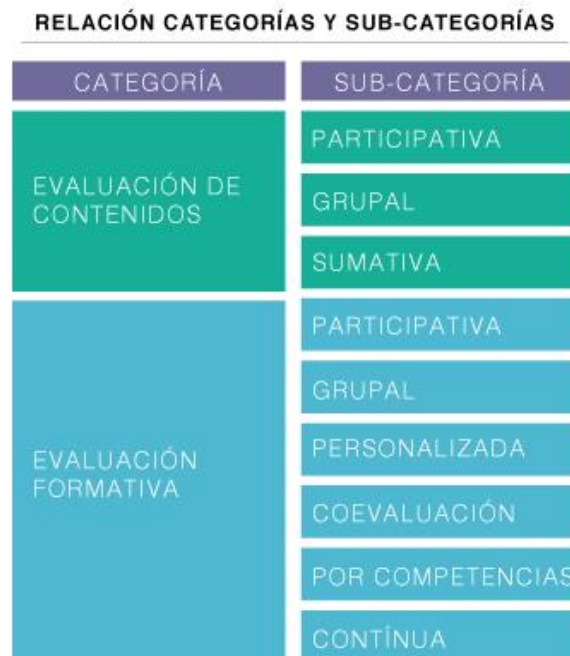 RELACIÓN CATEGORÍAS Y SUB-CATEGORÍAS
CATEGORÍA
SUB-CATEGORÍA
EVALUACIÓN DE
CONTENIDOS
PARTICIPATIVA
GRUPAL
SUMATIVA
EVALUACIÓN
FORMATIVA
PARTICIPATIVA
GRUPAL
PERSONALIZADA
COEVALUACIÓN
POR COMPETENCIAS
CONTÍNUA